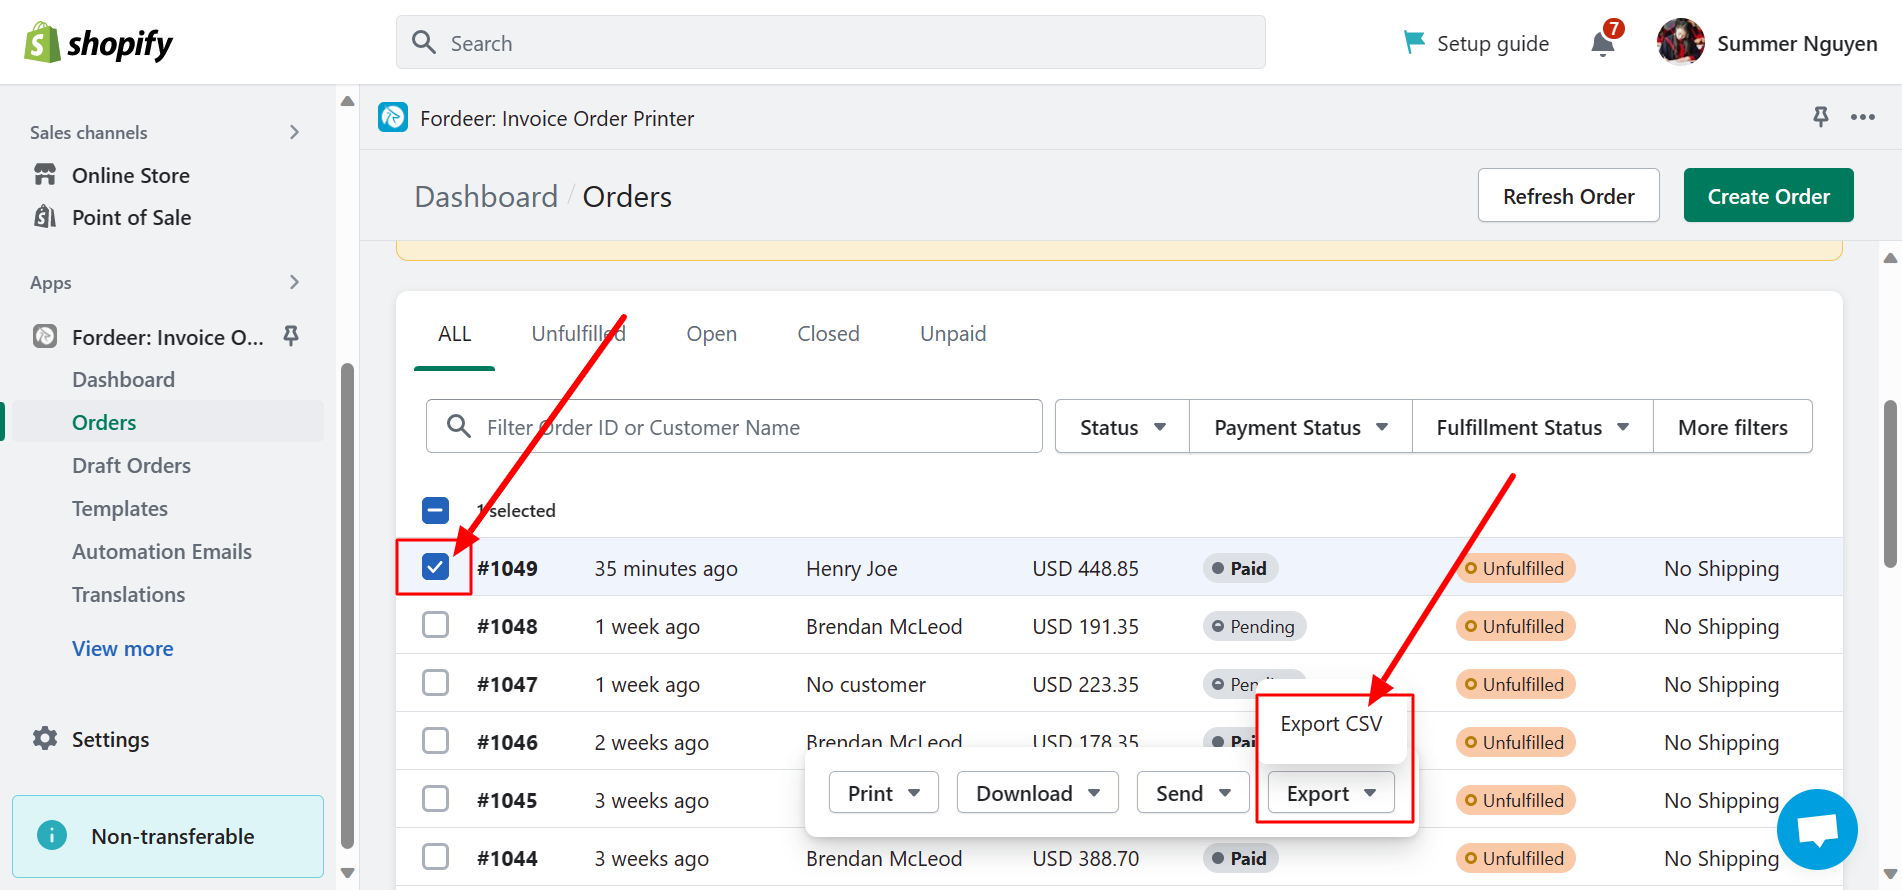 shopify
Search
7
Setup guide
Summer Nguyen
Sales channels
Online Store
Point of Sale
Apps
Fordeer: Invoice O...
Dashboard
Orders
Draft Orders
Templates
Automation Emails
Translations
View more
Settings
Non-transferable
Fordeer: Invoice Order Printer
Dashboard / Orders
Refresh Order
Create Order
ALL Unfulfilled Open Closed Unpaid
Filter Order ID or Customer Name
Status Payment Status Fulfillment Status More filters
1 selected
#1049 35 minutes ago Henry Joe USD 448.85 Paid Unfulfilled No Shipping
#1048 1 week ago Brendan McLeod USD 191.35 Pending Unfulfilled No Shipping
#1047 1 week ago No customer USD 223.35 Pen Unfulfilled No Shipping
#1046 2 weeks ago Brendan McLeod USD 178.35 Pai Unfulfilled No Shipping
Export CSV
#1045 3 weeks ago Unfulfilled No Shipping
Print Download Send Export
#1044 3 weeks ago Brendan McLeod USD 388.70 Paid Unfulfilled No Shipping